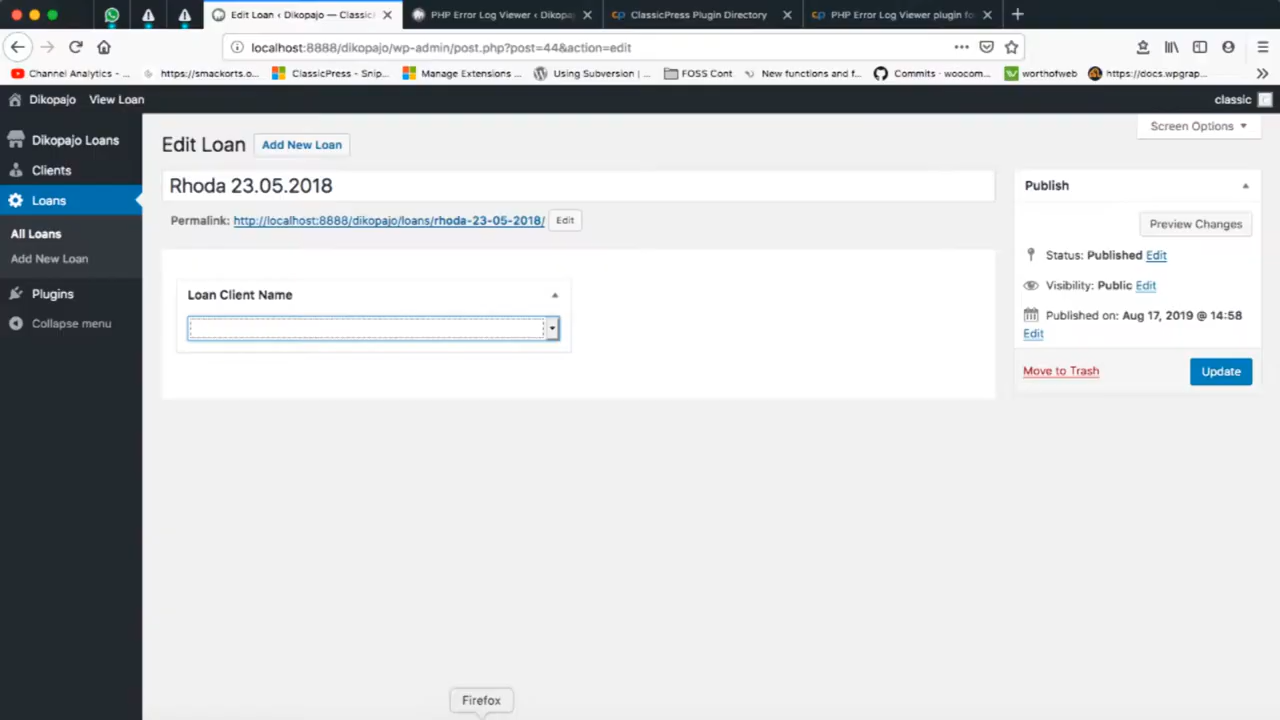 Edit Loan ‹ Dikopajo — Classic
PHP Error Log Viewer ‹ Dikopa
ClassicPress Plugin Directory
PHP Error Log Viewer plugin fo
localhost:8888/dikopajo/wp-admin/post.php?post=44&action=edit
Channel Analytics - ...
https://smackorts.o...
ClassicPress - Snip...
Manage Extensions ...
Using Subversion | ...
FOSS Cont
New functions and f...
Commits · woocom...
worthofweb
https://docs.wpgrap...
Dikopajo
View Loan
classic
Dikopajo Loans
Clients
Loans
All Loans
Add New Loan
Plugins
Collapse menu
Screen Options
Edit Loan
Add New Loan
Rhoda 23.05.2018
Permalink: http://localhost:8888/dikopajo/loans/rhoda-23-05-2018/ Edit
Loan Client Name
Publish
Preview Changes
Status: Published Edit
Visibility: Public Edit
Published on: Aug 17, 2019 @ 14:58
Edit
Move to Trash
Update
Firefox